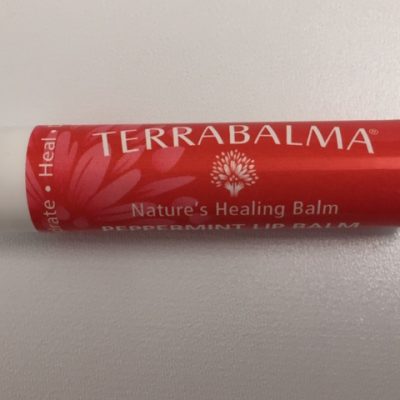 TERRABALMA®
Nature's Healing Balm
PEPPERMINT LIP BALM
• Heal